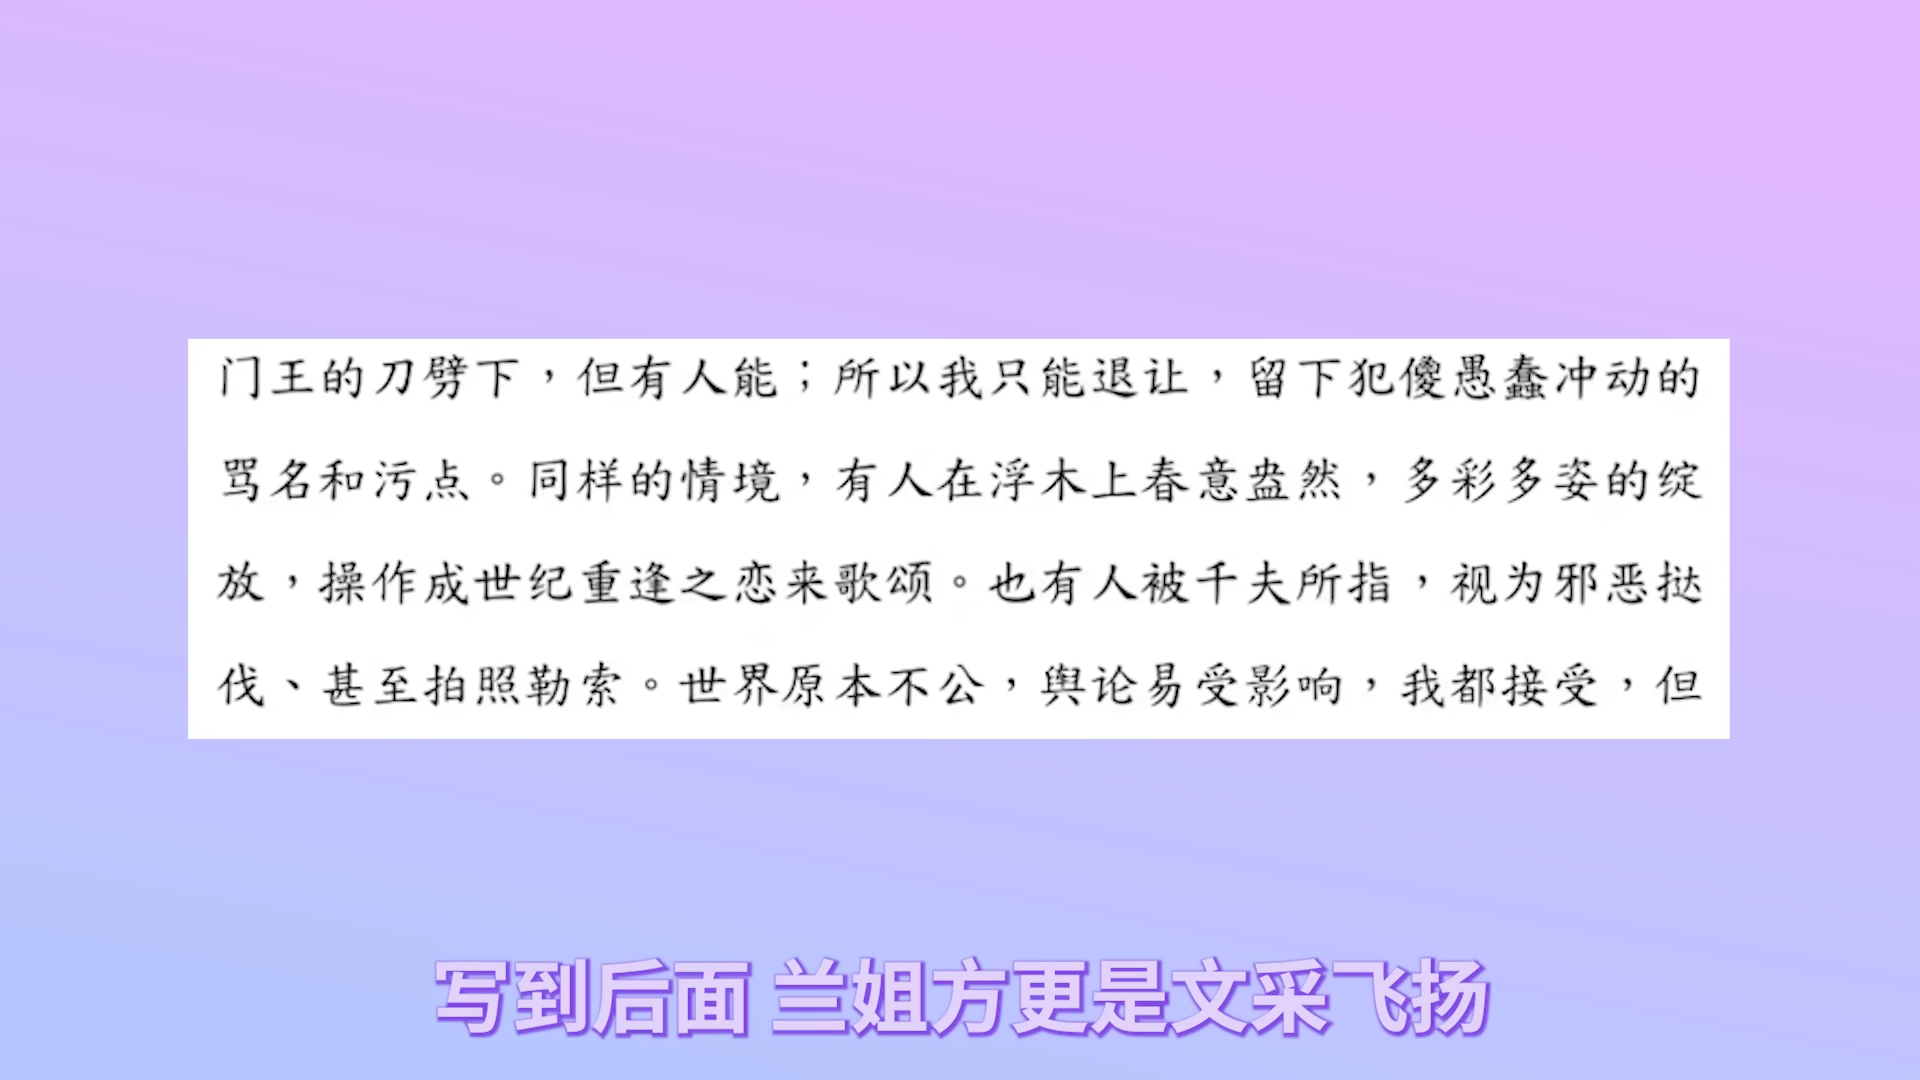 门王的刀劈下，但有人能；所以我只能退让，留下犯傻愚蠢冲动的
骂名和污点。同样的情境，有人在浮木上春意盎然，多彩多姿的绽
放，操作成世纪重逢之恋来歌颂。也有人被千夫所指，视为邪恶挞
伐、甚至拍照勒索。世界原本不公，舆论易受影响，我都接受，但
写到后面 兰姐方更是文采飞扬